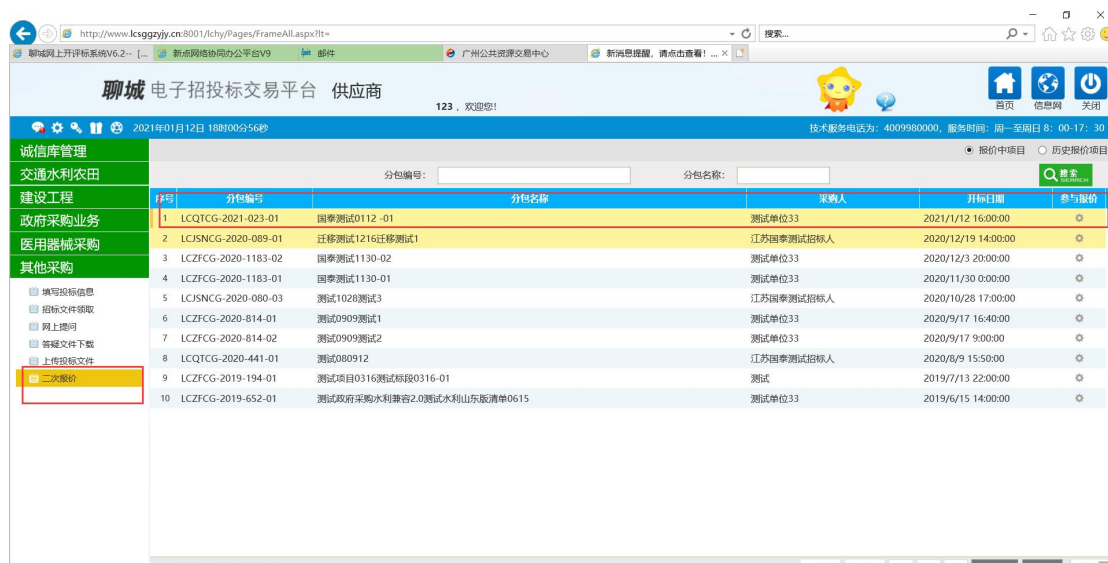 http://www.lcsggzyjy.cn:8001/lchy/Pages/FrameAll.aspx?lt=
搜索...
聊城网上开评标系统V6.2-- [... 新点网络协同办公平台V9 邮件 广州公共资源交易中心 新消息提醒，请点击查看! ...
聊城 电子招投标交易平台 供应商
123 ，欢迎您!
首页 信息网 关闭
2021年01月12日 18时00分56秒
技术服务电话为：4009980000，服务时间：周一至周日 8：00-17：30
诚信库管理
交通水利农田
建设工程
政府采购业务
医用器械采购
其他采购
填写投标信息
招标文件领取
网上提问
答疑文件下载
上传投标文件
二次报价
报价中项目 历史报价项目
分包编号： 分包名称： 搜索 SEARCH
序号 分包编号 分包名称 采购人 开标日期 参与报价
1 LCQTCG-2021-023-01 国泰测试0112 -01 测试单位33 2021/1/12 16:00:00
2 LCJSNCG-2020-089-01 迁移测试1216迁移测试1 江苏国泰测试招标人 2020/12/19 14:00:00
3 LCZFCG-2020-1183-02 国泰测试1130-02 测试单位33 2020/12/3 20:00:00
4 LCZFCG-2020-1183-01 国泰测试1130-01 测试单位33 2020/11/30 0:00:00
5 LCJSNCG-2020-080-03 测试1028测试3 江苏国泰测试招标人 2020/10/28 17:00:00
6 LCZFCG-2020-814-01 测试0909测试1 测试单位33 2020/9/17 16:40:00
7 LCZFCG-2020-814-02 测试0909测试2 测试单位33 2020/9/17 9:00:00
8 LCQTCG-2020-441-01 测试080912 江苏国泰测试招标人 2020/8/9 15:50:00
9 LCZFCG-2019-194-01 测试项目0316测试标段0316-01 测试 2019/7/13 22:00:00
10 LCZFCG-2019-652-01 测试政府采购水利兼容2.0测试水利山东版清单0615 测试单位33 2019/6/15 14:00:00